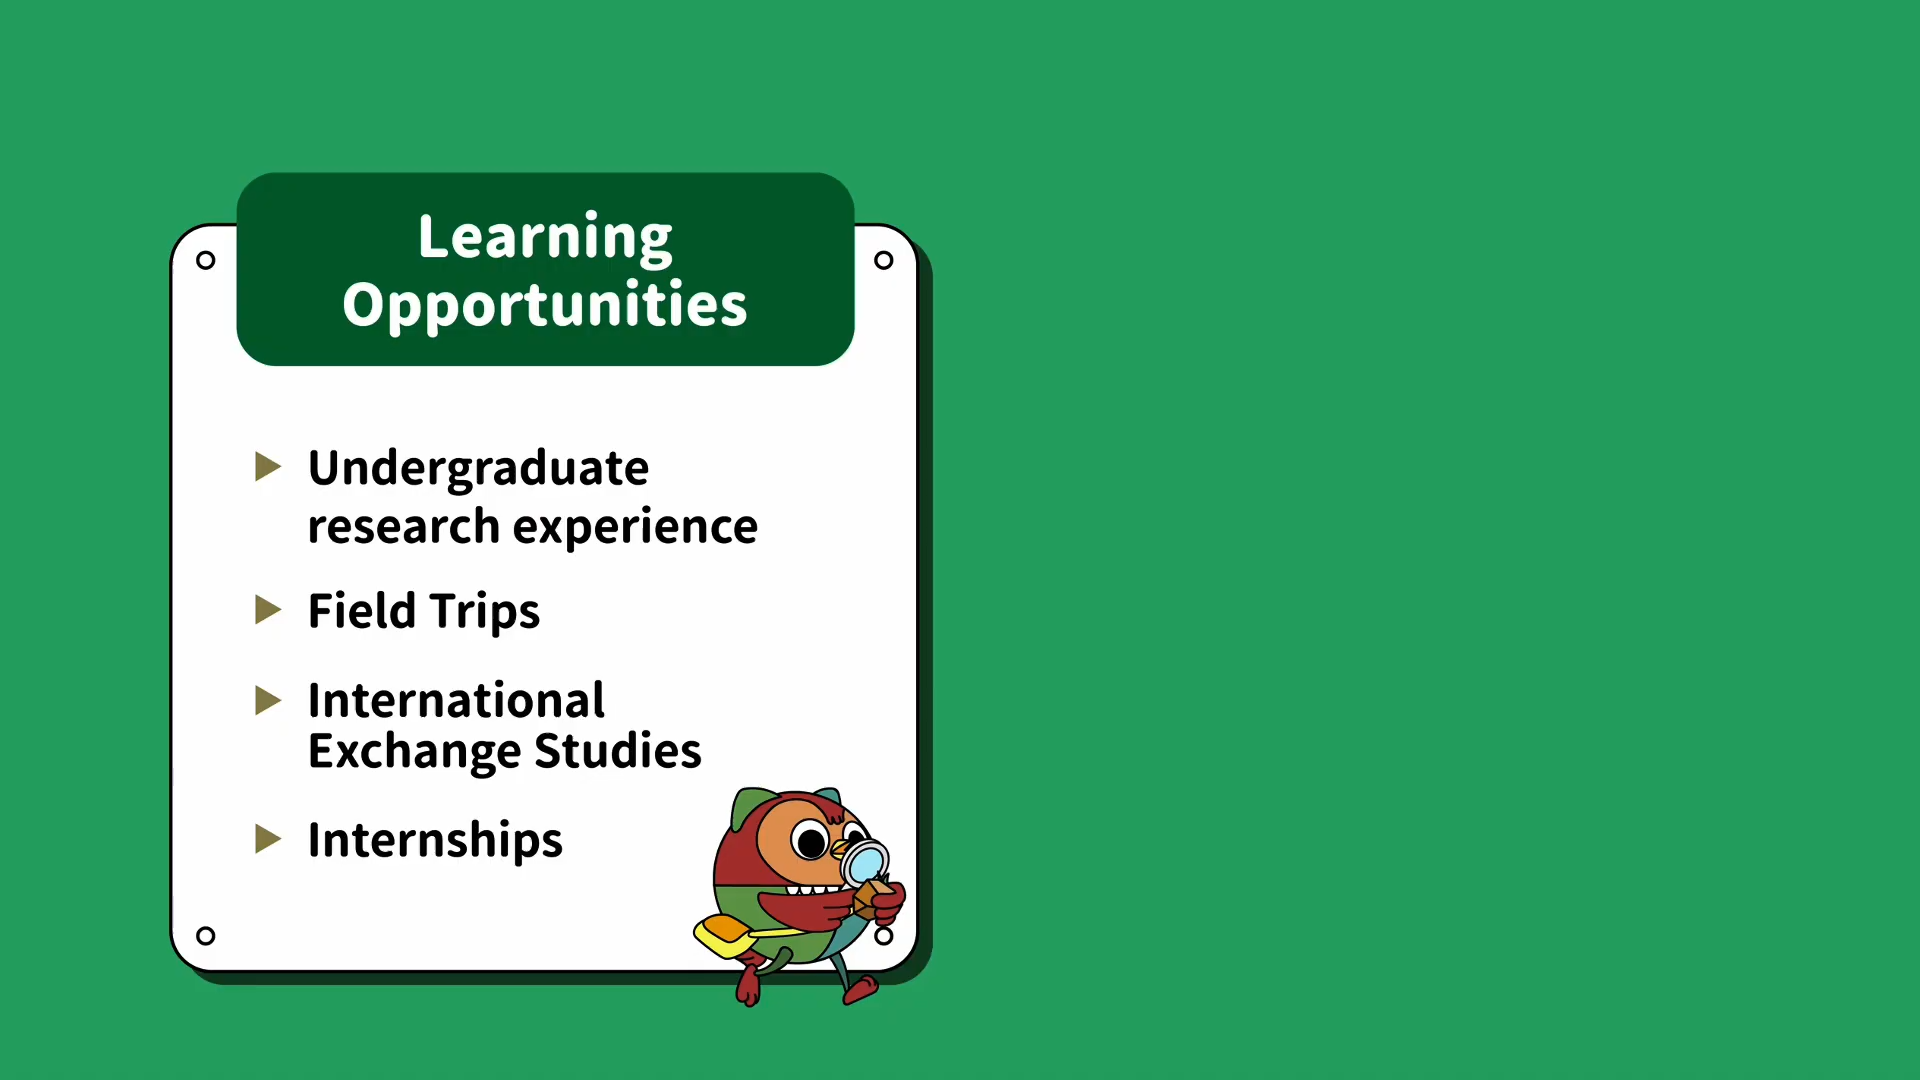 Learning
Opportunities
Undergraduate
research experience
Field Trips
International
Exchange Studies
Internships